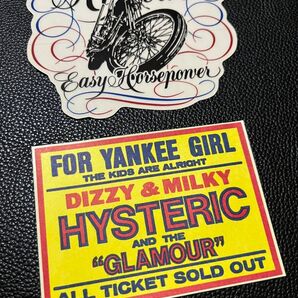 Easy Horsepower
FOR YANKEE GIRL
THE KIDS ARE ALRIGHT
DIZZY & MILKY
HYSTERIC
AND THE
"GLAMOUR"
ALL TICKET SOLD OUT